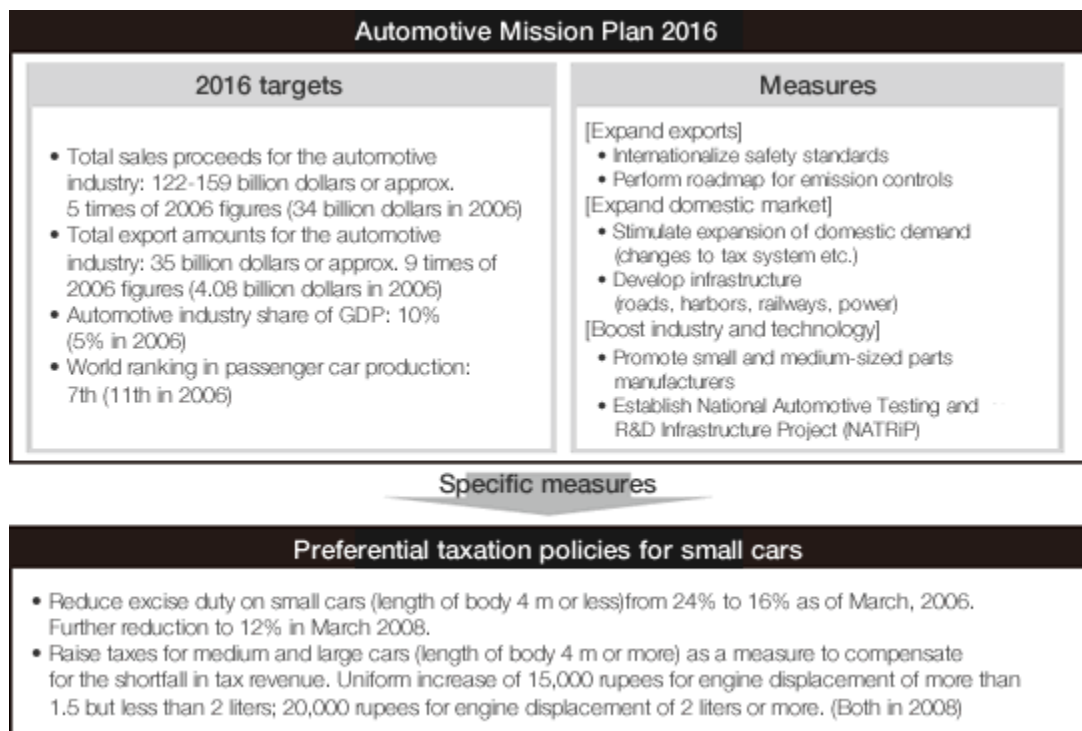 Automotive Mission Plan 2016
2016 targets
• Total sales proceeds for the automotive
industry: 122-159 billion dollars or approx.
5 times of 2006 figures (34 billion dollars in 2006)
• Total export amounts for the automotive
industry: 35 billion dollars or approx. 9 times of
2006 figures (4.08 billion dollars in 2006)
• Automotive industry share of GDP: 10%
(5% in 2006)
• World ranking in passenger car production:
7th (11th in 2006)
Measures
[Expand exports]
• Internationalize safety standards
• Perform roadmap for emission controls
[Expand domestic market]
• Stimulate expansion of domestic demand
(changes to tax system etc.)
• Develop infrastructure
(roads, harbors, railways, power)
[Boost industry and technology]
• Promote small and medium-sized parts
manufacturers
• Establish National Automotive Testing and
R&D Infrastructure Project (NATRiP)
Specific measures
Preferential taxation policies for small cars
• Reduce excise duty on small cars (length of body 4 m or less)from 24% to 16% as of March, 2006.
Further reduction to 12% in March 2008.
• Raise taxes for medium and large cars (length of body 4 m or more) as a measure to compensate
for the shortfall in tax revenue. Uniform increase of 15,000 rupees for engine displacement of more than
1.5 but less than 2 liters; 20,000 rupees for engine displacement of 2 liters or more. (Both in 2008)